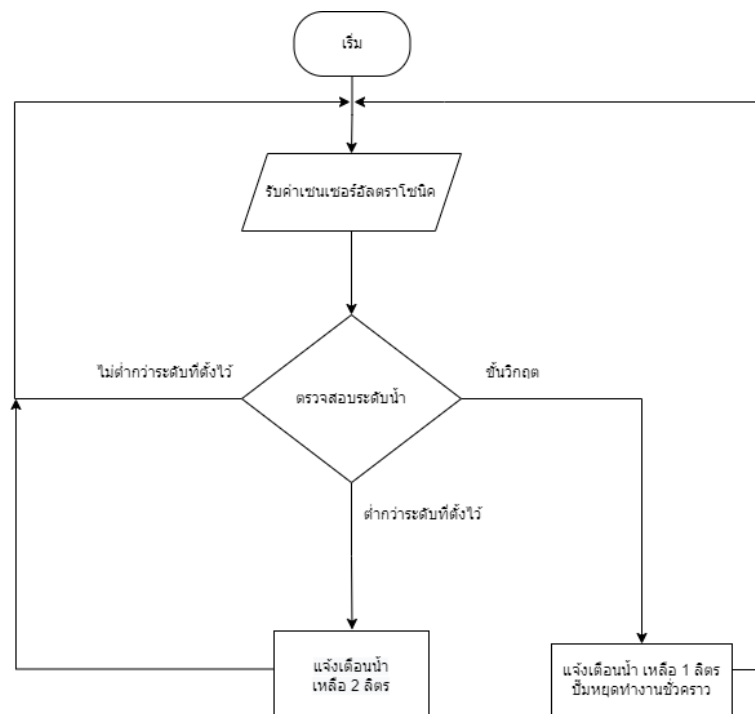 เริ่ม
รับค่าเซนเซอร์อัลตราโซนิค
ไม่ต่ำกว่าระดับที่ตั้งไว้
ขั้นวิกฤต
ตรวจสอบระดับน้ำ
ต่ำกว่าระดับที่ตั้งไว้
แจ้งเตือนน้ำ
เหลือ 2 ลิตร
แจ้งเตือนน้ำ เหลือ 1 ลิตร
ปั๊มหยุดทำงานชั่วคราว